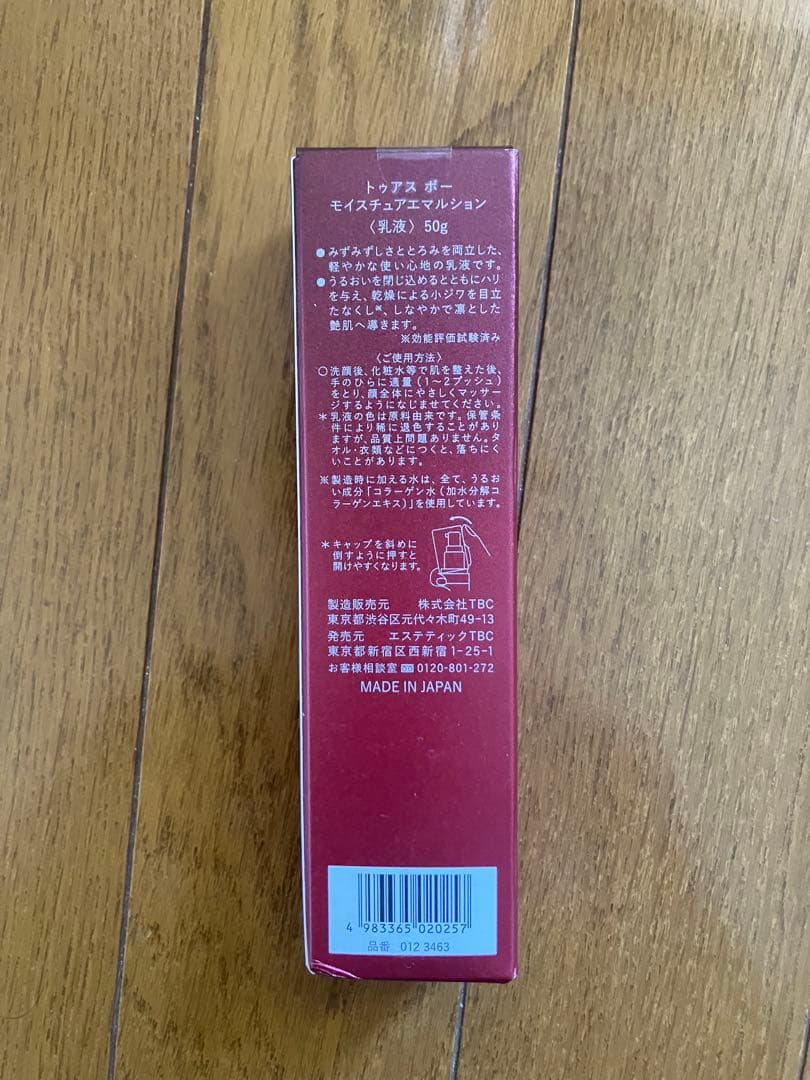 トゥアス ボー
モイスチュアエマルション
〈乳液〉50g
●みずみずしさととろみを両立した、
軽やかな使い心地の乳液です。
●うるおいを閉じ込めるとともにハリ
を与え、乾燥による小ジワを目立
たなくし※、しなやかで凛とした
艶肌へ導きます。
※効能評価試験済み
〈ご使用方法〉
○洗顔後、化粧水等で肌を整えた後、
手のひらに適量（1〜2プッシュ）
をとり、顔全体にやさしくマッサー
ジするようになじませてください。
＊乳液の色は原料由来です。保管条
件により稀に退色することがあり
ますが、品質上問題ありません。タ
オル・衣類などにつくと、落ちにく
いことがあります。
※製造時に加える水は、全て、うるお
い成分「コラーゲン水（加水分解コ
ラーゲンエキス）」を使用しています。
＊キャップを斜めに
倒すように押すと
開けやすくなります。
製造販売元 株式会社TBC
東京都渋谷区元代々木町49-13
発売元 エステティックTBC
東京都新宿区西新宿1-25-1
お客様相談室 0120-801-272
MADE IN JAPAN
4 983365 020257
品番 012 3463